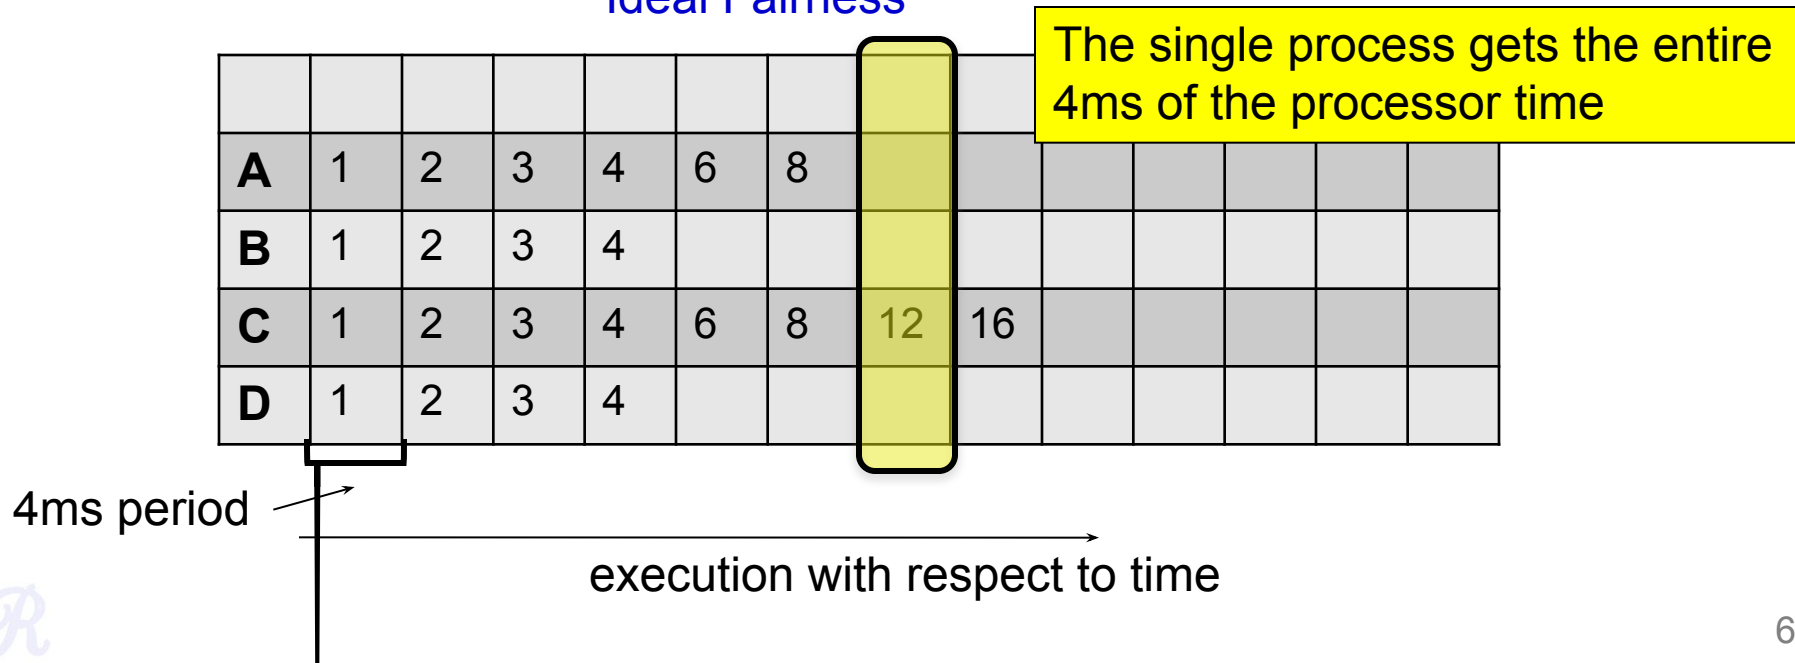 Ideal Fairness
The single process gets the entire
4ms of the processor time
A 1 2 3 4 6 8
B 1 2 3 4
C 1 2 3 4 6 8 12 16
D 1 2 3 4
4ms period
execution with respect to time
R
6